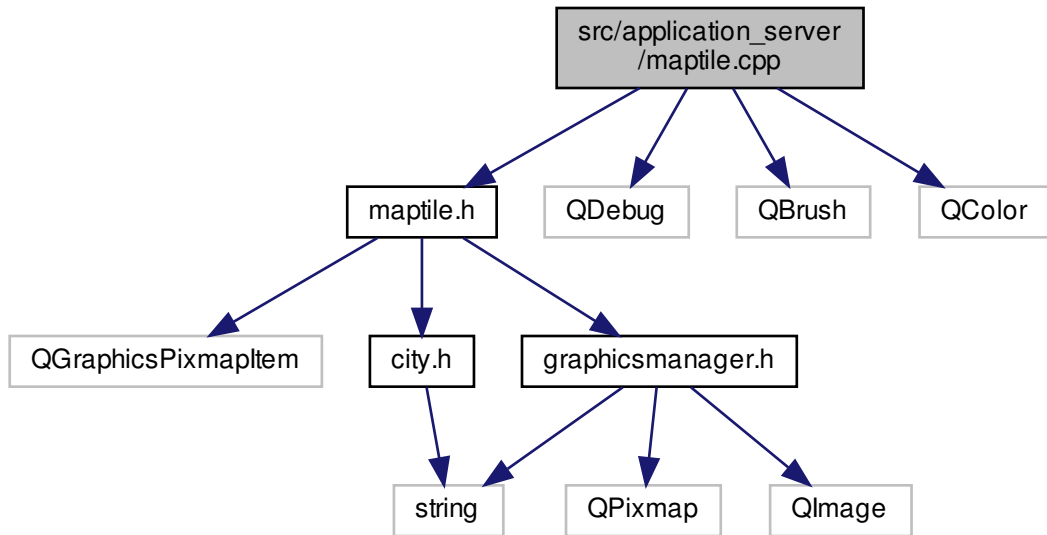 src/application_server
/maptile.cpp
maptile.h
QDebug
QBrush
QColor
QGraphicsPixmapItem
city.h
graphicsmanager.h
string
QPixmap
QImage